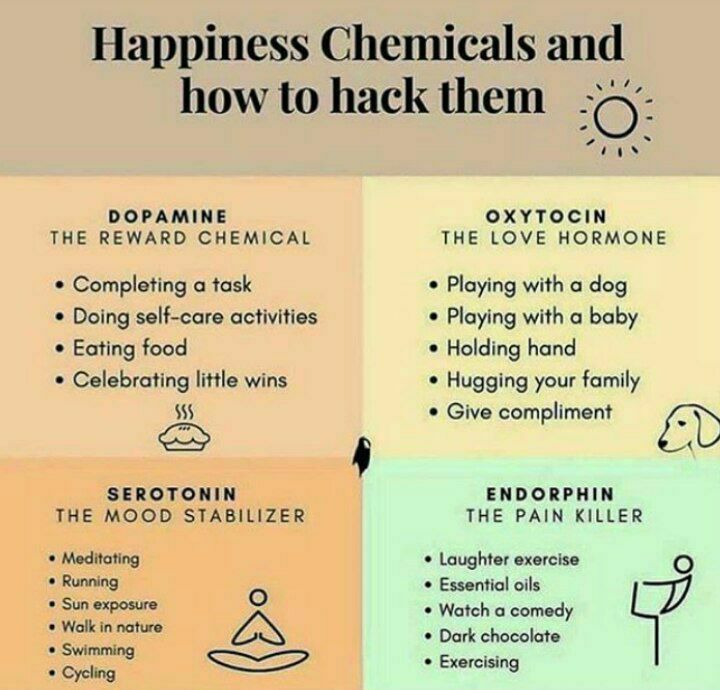 Happiness Chemicals and
how to hack them
DOPAMINE
THE REWARD CHEMICAL
• Completing a task
• Doing self-care activities
• Eating food
• Celebrating little wins
OXYTOCIN
THE LOVE HORMONE
• Playing with a dog
• Playing with a baby
• Holding hand
• Hugging your family
• Give compliment
SEROTONIN
THE MOOD STABILIZER
• Meditating
• Running
• Sun exposure
• Walk in nature
• Swimming
• Cycling
ENDORPHIN
THE PAIN KILLER
• Laughter exercise
• Essential oils
• Watch a comedy
• Dark chocolate
• Exercising